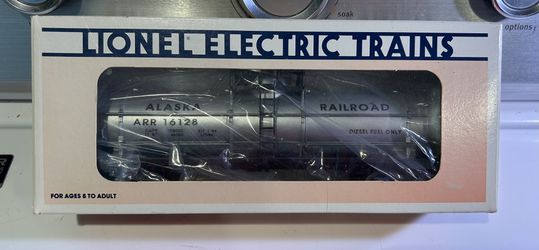 soak
options:
LIONEL ELECTRIC TRAINS
ALASKA RAILROAD
ARR 16128
DIESEL FUEL ONLY
FOR AGES 8 TO ADULT